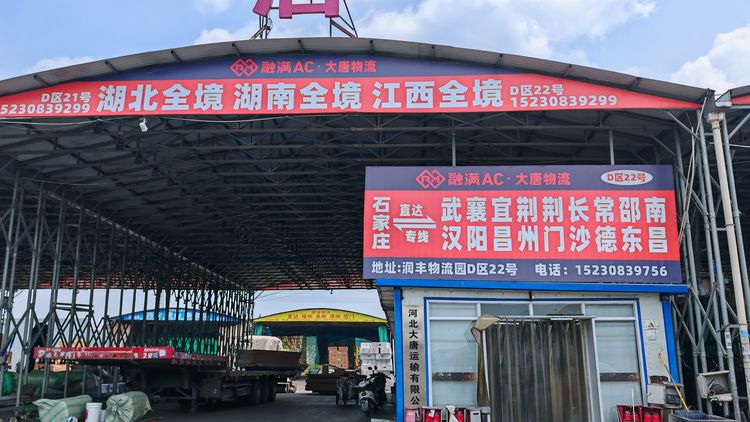 融满AC·大唐物流
D区21号
15230839299
湖北全境 湖南全境 江西全境
D区22号
15230839299
融满AC·大唐物流
D区22号
石家庄
直达
专线
武襄宜荆荆长常邵南
汉阳昌州门沙德东昌
地址:润丰物流园D区22号
电话:15230839756
河北大唐运输有限公